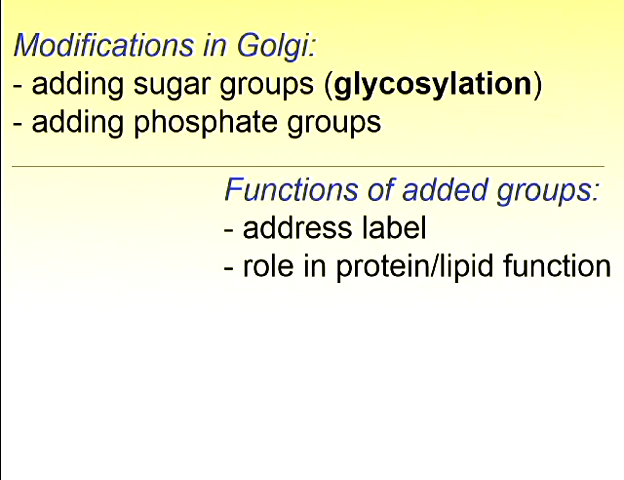 Modifications in Golgi:
- adding sugar groups (glycosylation)
- adding phosphate groups
Functions of added groups:
- address label
- role in protein/lipid function